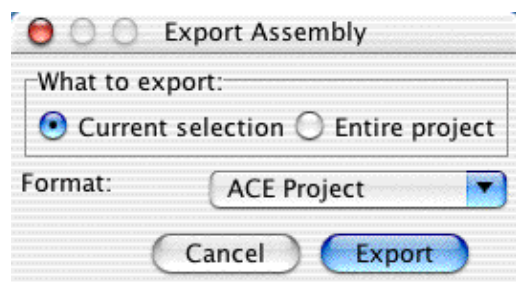 Export Assembly
What to export:
Current selection Entire project
Format: ACE Project
Cancel Export